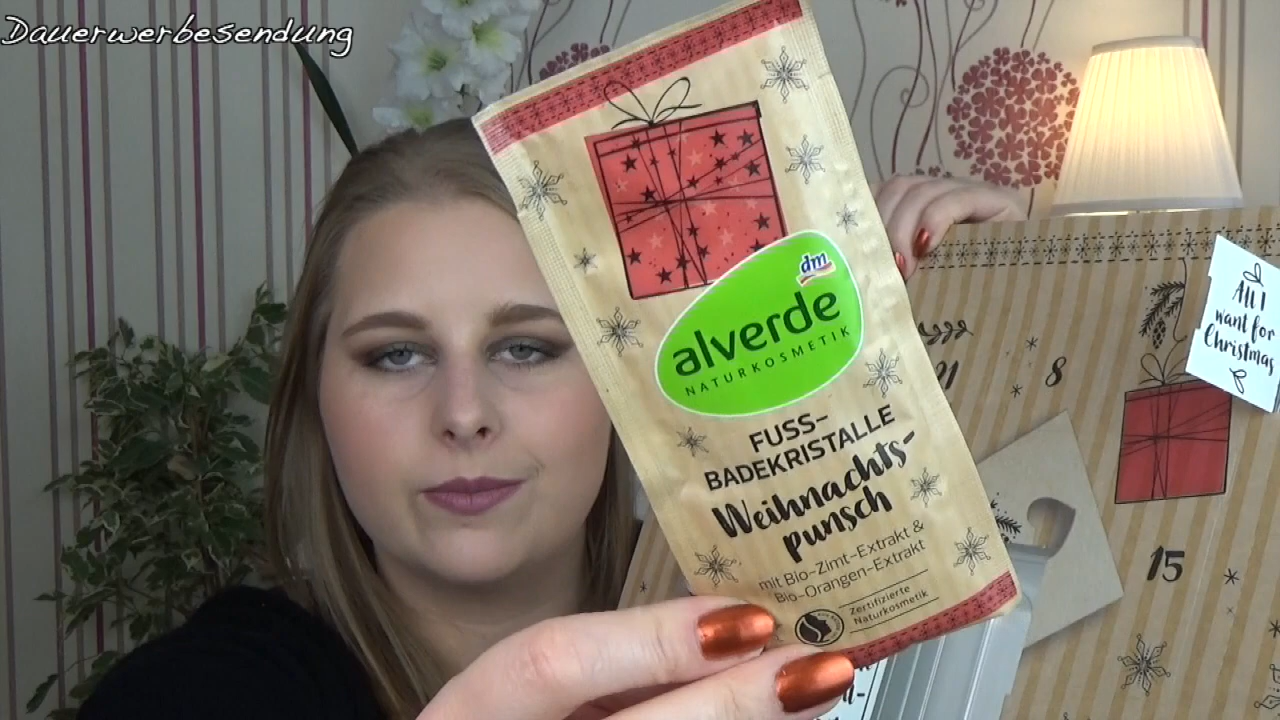 Dauerwerbesendung
dm
alverde
NATURKOSMETIK
FUSS-
BADEKRISTALLE
Weihnachts-
punsch
mit Bio-Zimt-Extrakt &
Bio-Orangen-Extrakt
Zertifizierte
Naturkosmetik
21
8
All I
want for
Christmas
15